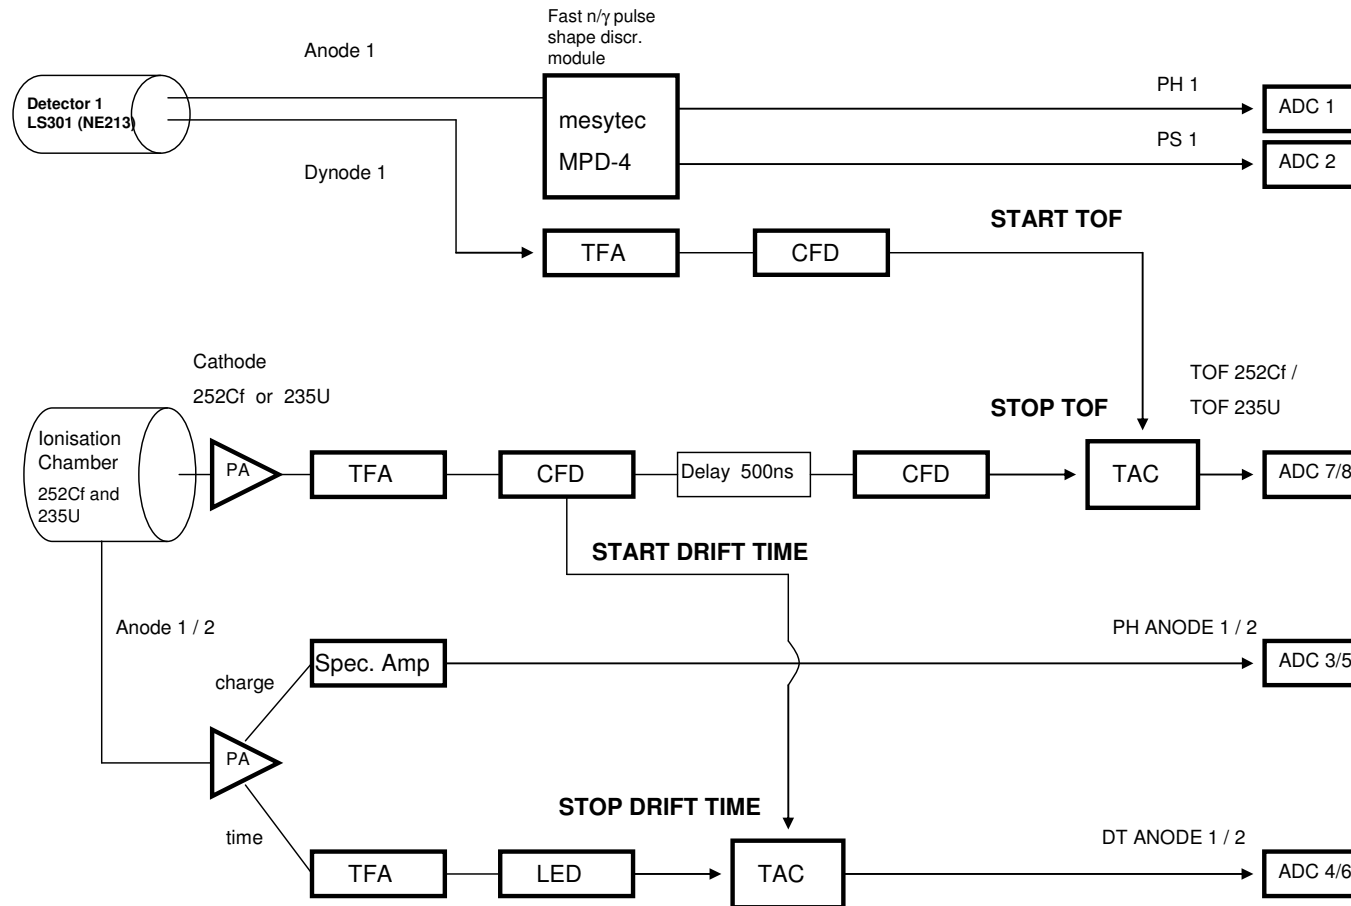 Fast n/γ pulse
shape discr.
module
Anode 1
Detector 1
LS301 (NE213)
mesytec
MPD-4
PH 1
ADC 1
PS 1
ADC 2
Dynode 1
START TOF
TFA
CFD
Cathode
252Cf or 235U
TOF 252Cf /
TOF 235U
STOP TOF
Ionisation
Chamber
252Cf and
235U
PA
TFA
CFD
Delay 500ns
CFD
TAC
ADC 7/8
START DRIFT TIME
Anode 1 / 2
PH ANODE 1 / 2
Spec. Amp
ADC 3/5
charge
PA
STOP DRIFT TIME
time
DT ANODE 1 / 2
TFA
LED
TAC
ADC 4/6